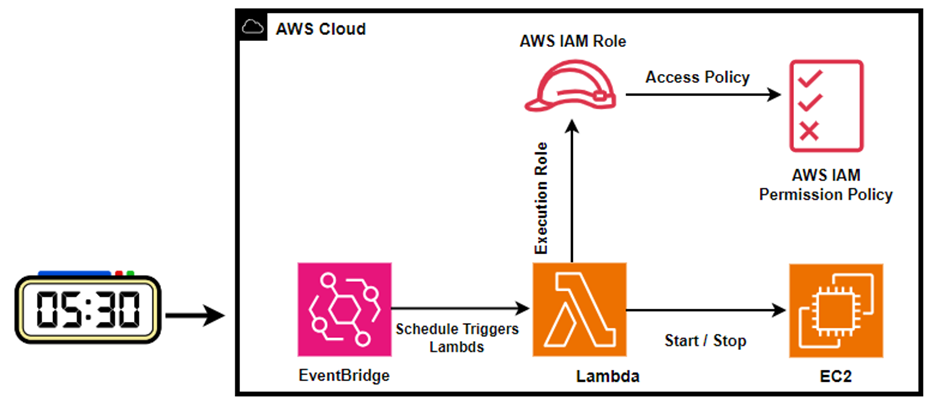 AWS Cloud
AWS IAM Role
Access Policy
Execution Role
AWS IAM
Permission Policy
05:30
Schedule Triggers
Lambds
Start / Stop
EventBridge
Lambda
EC2